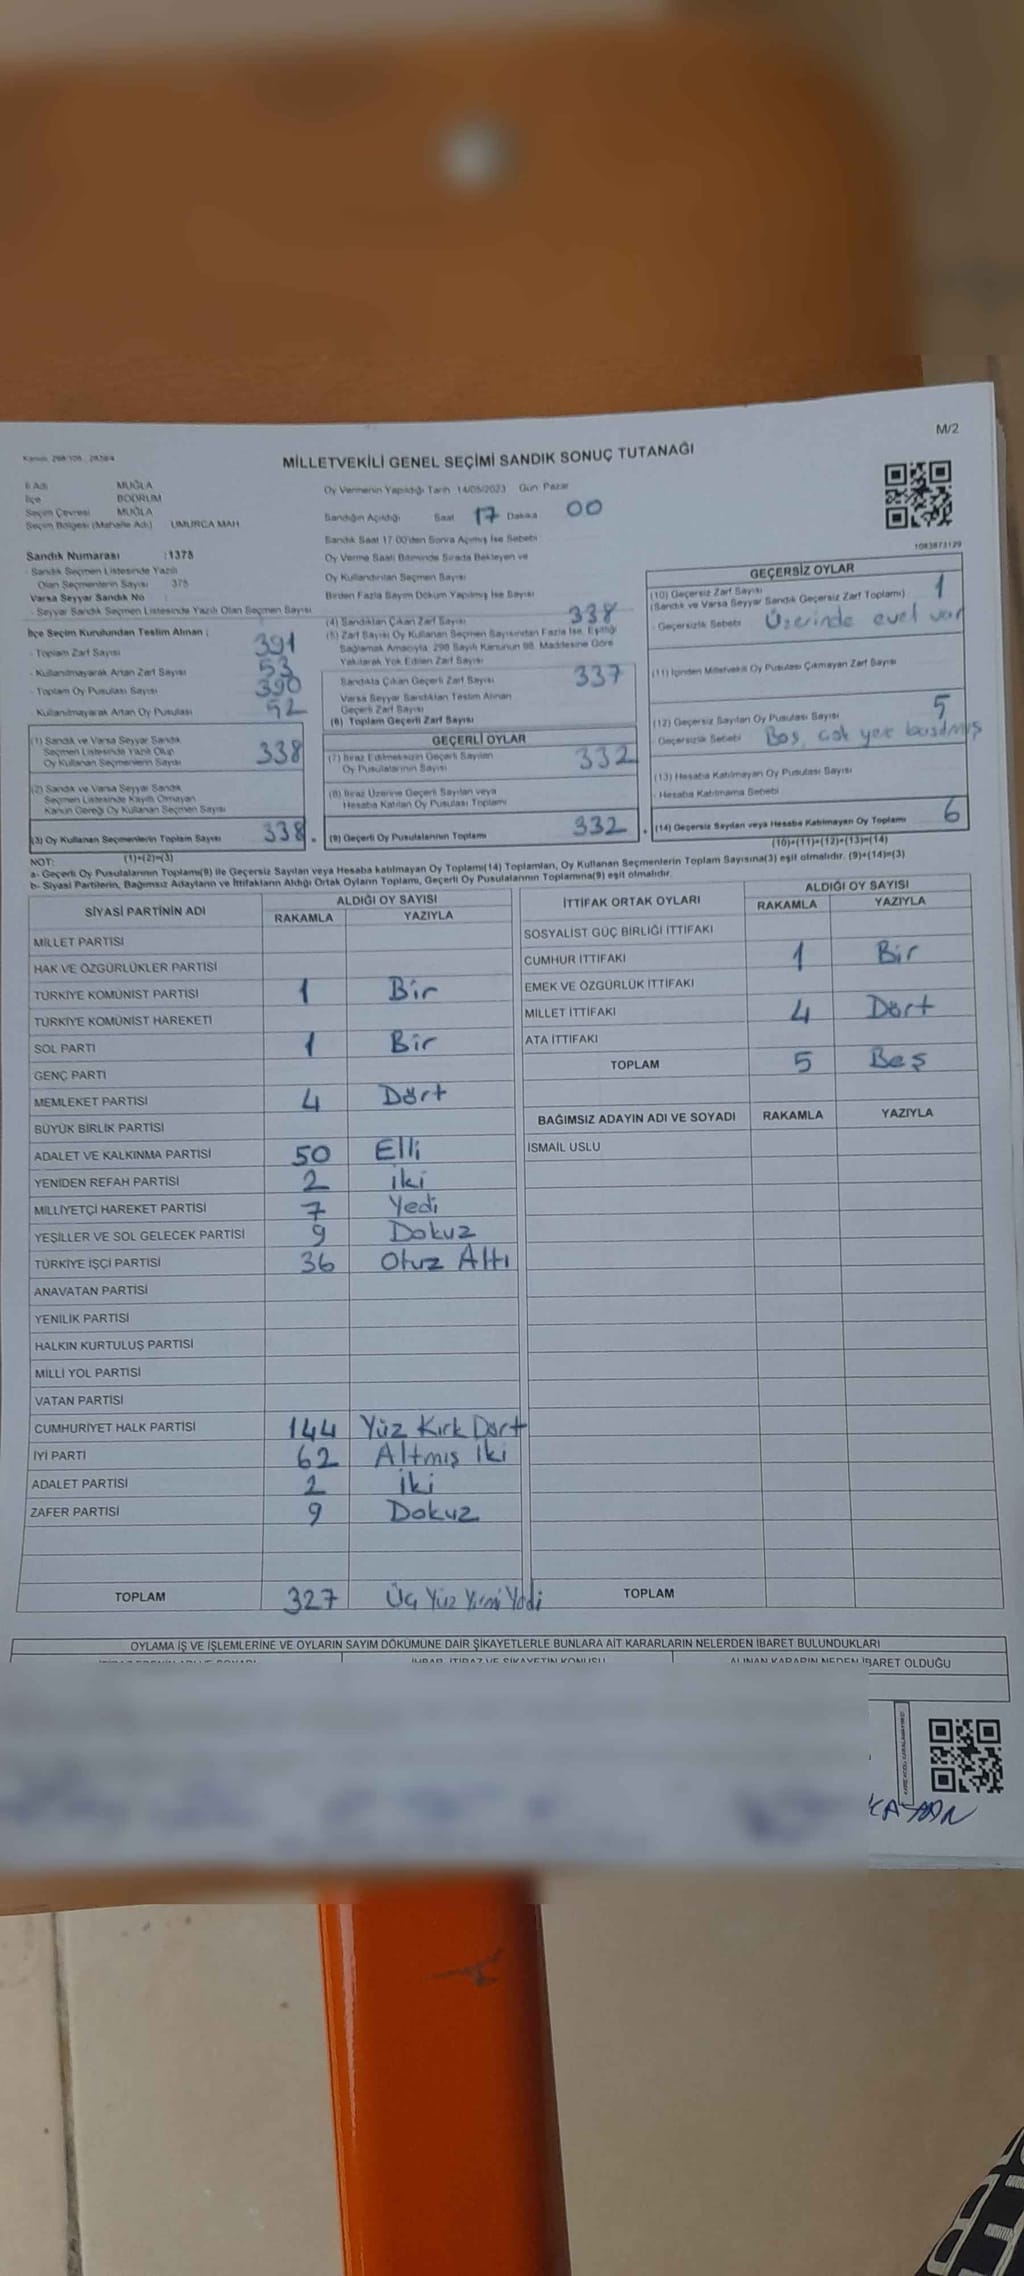 M/2
MİLLETVEKİLİ GENEL SEÇİMİ SANDIK SONUÇ TUTANAĞI
İl Adı MUĞLA
İlçe BODRUM
Seçim Çevresi MUĞLA
Seçim Bölgesi (Mahalle Adı) UMURCA MAH
Sandık Numarası :1375
- Sandık Seçmen Listesinde Yazılı
Olan Seçmenlerin Sayısı 375
Varsa Seyyar Sandık No
- Seyyar Sandık Seçmen Listesinde Yazılı Olan Seçmen Sayısı
İlçe Seçim Kurulundan Teslim Alınan ;
- Toplam Zarf Sayısı 391
- Kullanılmayarak Artan Zarf Sayısı 53
- Toplam Oy Pusulası Sayısı 390
- Kullanılmayarak Artan Oy Pusulası 52
(1) Sandık ve Varsa Seyyar Sandık
Seçmen Listesinde Yazılı Olup
Oy Kullanan Seçmenlerin Sayısı 338
(2) Sandık ve Varsa Seyyar Sandık
Seçmen Listesinde Kayıtlı Olmayan
Kanun Gereği Oy Kullanan Seçmen Sayısı
(3) Oy Kullanan Seçmenlerin Toplam Sayısı 338
(1)+(2)=(3)
Oy Vermenin Yapıldığı Tarih 14/05/2023 Gün Pazar
Sandığın Açıldığı Saat 17 Dakika 00
Sandık Saat 17 00'den Sonra Açılmış İse Sebebi
Oy Verme Saati Bitiminde Sırada Bekleyen ve
Oy Kullandırılan Seçmen Sayısı
Birden Fazla Sayım Döküm Yapılmış İse Sayısı
(4) Sandıktan Çıkan Zarf Sayısı 338
(5) Zarf Sayısı Oy Kullanan Seçmen Sayısından Fazla İse, Eşitliği
Sağlamak Amacıyla, 298 Sayılı Kanunun 98. Maddesine Göre
Yakılarak Yok Edilen Zarf Sayısı
Sandıkta Çıkan Geçerli Zarf Sayısı 337
Varsa Seyyar Sandıktan Teslim Alınan
Geçerli Zarf Sayısı
(6) Toplam Geçerli Zarf Sayısı
GEÇERLİ OYLAR
(7) İtiraz Edilmeksizin Geçerli Sayılan
Oy Pusulalarının Sayısı 332
(8) İtiraz Üzerine Geçerli Sayılan veya
Hesaba Katılan Oy Pusulası Toplamı
(9) Geçerli Oy Pusulalarının Toplamı 332
1083873129
GEÇERSİZ OYLAR
(10) Geçersiz Zarf Sayısı
(Sandık ve Varsa Seyyar Sandık Geçersiz Zarf Toplamı) 1
- Geçersizlik Sebebi Üzerinde evet var
(11) İçinden Milletvekili Oy Pusulası Çıkmayan Zarf Sayısı
(12) Geçersiz Sayılan Oy Pusulası Sayısı 5
- Geçersizlik Sebebi Boş, çok yere basılmış
(13) Hesaba Katılmayan Oy Pusulası Sayısı
- Hesaba Katılmama Sebebi
(14) Geçersiz Sayılan veya Hesaba Katılmayan Oy Toplamı 6
(10)+(11)+(12)+(13)=(14)
NOT:
a- Geçerli Oy Pusulalarının Toplamı(9) ile Geçersiz Sayılan veya Hesaba katılmayan Oy Toplamı(14) Toplamları, Oy Kullanan Seçmenlerin Toplam Sayısına(3) eşit olmalıdır. (9)+(14)=(3)
b- Siyasi Partilerin, Bağımsız Adayların ve İttifakların Aldığı Ortak Oyların Toplamı, Geçerli Oy Pusulalarının Toplamına(9) eşit olmalıdır.
SİYASİ PARTİNİN ADI
ALDIĞI OY SAYISI
RAKAMLA YAZIYLA
MİLLET PARTİSİ
HAK VE ÖZGÜRLÜKLER PARTİSİ
TÜRKİYE KOMÜNİST PARTİSİ 1 Bir
TÜRKİYE KOMÜNİST HAREKETİ
SOL PARTİ 1 Bir
GENÇ PARTİ
MEMLEKET PARTİSİ 4 Dört
BÜYÜK BİRLİK PARTİSİ
ADALET VE KALKINMA PARTİSİ 50 Elli
YENİDEN REFAH PARTİSİ 2 iki
MİLLİYETÇİ HAREKET PARTİSİ 7 Yedi
YEŞİLLER VE SOL GELECEK PARTİSİ 9 Dokuz
TÜRKİYE İŞÇİ PARTİSİ 36 Otuz Altı
ANAVATAN PARTİSİ
YENİLİK PARTİSİ
HALKIN KURTULUŞ PARTİSİ
MİLLİ YOL PARTİSİ
VATAN PARTİSİ
CUMHURİYET HALK PARTİSİ 144 Yüz Kırk Dört
İYİ PARTİ 62 Altmış İki
ADALET PARTİSİ 2 İki
ZAFER PARTİSİ 9 Dokuz
TOPLAM 327 Üç Yüz Yirmi Yedi
İTTİFAK ORTAK OYLARI
ALDIĞI OY SAYISI
RAKAMLA YAZIYLA
SOSYALİST GÜÇ BİRLİĞİ İTTİFAKI
CUMHUR İTTİFAKI 1 Bir
EMEK VE ÖZGÜRLÜK İTTİFAKI
MİLLET İTTİFAKI 4 Dört
ATA İTTİFAKI
TOPLAM 5 Beş
BAĞIMSIZ ADAYIN ADI VE SOYADI RAKAMLA YAZIYLA
İSMAİL USLU
TOPLAM
OYLAMA İŞ VE İŞLEMLERİNE VE OYLARIN SAYIM DÖKÜMÜNE DAİR ŞİKAYETLERLE BUNLARA AİT KARARLARIN NELERDEN İBARET BULUNDUKLARI
İHBAR, İTİRAZ VE ŞİKAYETİN KONUSU
ALINAN KARARIN NEDEN İBARET OLDUĞU